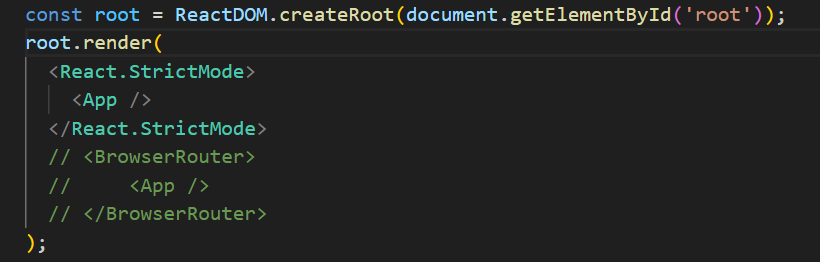 const root = ReactDOM.createRoot(document.getElementById('root'));
root.render(
  <React.StrictMode>
    <App />
  </React.StrictMode>
  // <BrowserRouter>
  //     <App />
  // </BrowserRouter>
);